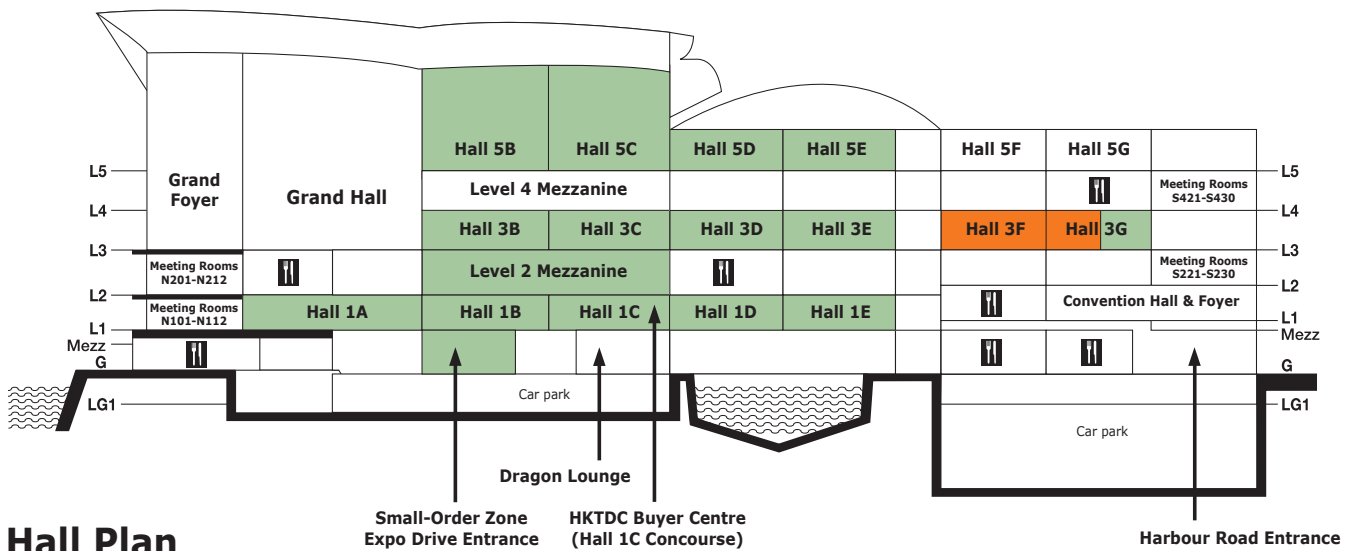 Hall 5B
Hall 5C
Hall 5D
Hall 5E
Hall 5F
Hall 5G
L5
L5
Grand
Foyer
Grand Hall
Level 4 Mezzanine
Meeting Rooms
S421-S430
L4
L4
Hall 3B
Hall 3C
Hall 3D
Hall 3E
Hall 3F
Hall 3G
L3
L3
Meeting Rooms
N201-N212
Level 2 Mezzanine
Meeting Rooms
S221-S230
L2
L2
Meeting Rooms
N101-N112
Hall 1A
Hall 1B
Hall 1C
Hall 1D
Hall 1E
Convention Hall & Foyer
L1
L1
Mezz
Mezz
G
G
Car park
LG1
LG1
Car park
Dragon Lounge
Small-Order Zone
Expo Drive Entrance
HKTDC Buyer Centre
(Hall 1C Concourse)
Harbour Road Entrance
Hall Plan